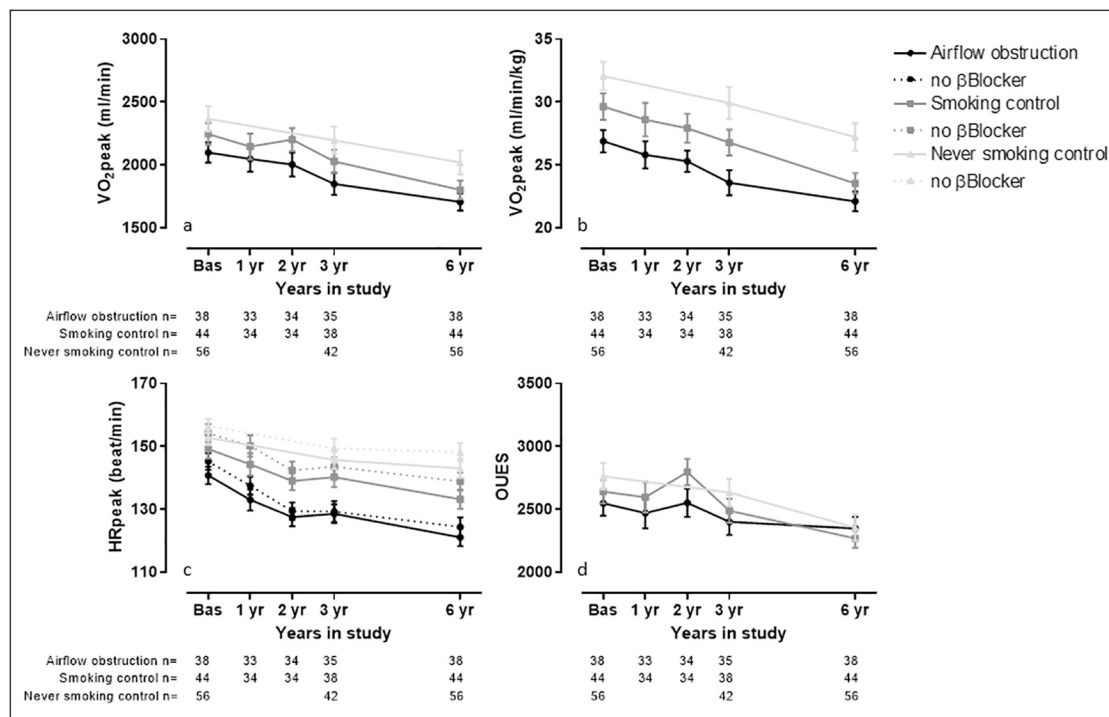 3000
2500
2000
1500
VO2peak (ml/min)
a
Bas 1 yr 2 yr 3 yr 6 yr
Years in study
Airflow obstruction n= 38 33 34 35 38
Smoking control n= 44 34 34 38 44
Never smoking control n= 56 42 56
35
30
25
20
VO2peak (ml/min/kg)
b
Bas 1 yr 2 yr 3 yr 6 yr
Years in study
38 33 34 35 38
44 34 34 38 44
56 42 56
Airflow obstruction
no βBlocker
Smoking control
no βBlocker
Never smoking control
no βBlocker
170
150
130
110
HRpeak (beat/min)
c
Bas 1 yr 2 yr 3 yr 6 yr
Years in study
Airflow obstruction n= 38 33 34 35 38
Smoking control n= 44 34 34 38 44
Never smoking control n= 56 42 56
3500
3000
2500
2000
OUES
d
Bas 1 yr 2 yr 3 yr 6 yr
Years in study
38 33 34 35 38
44 34 34 38 44
56 42 56